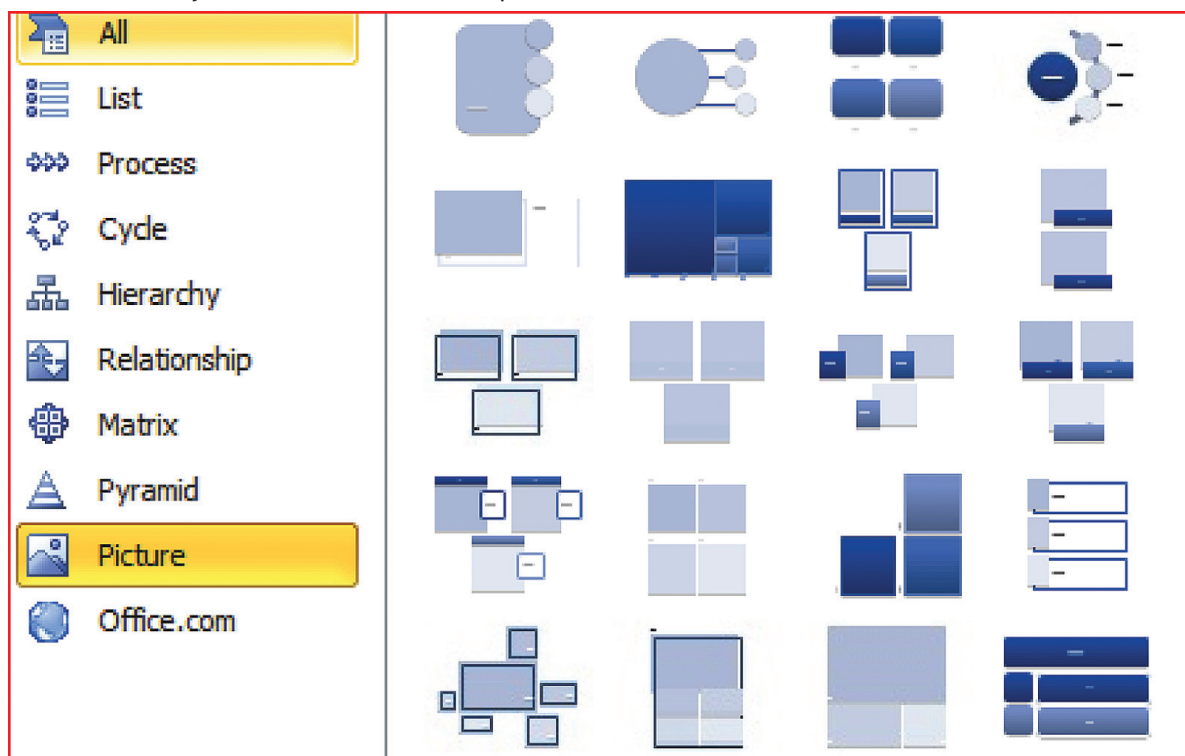 All
List
Process
Cycle
Hierarchy
Relationship
Matrix
Pyramid
Picture
Office.com